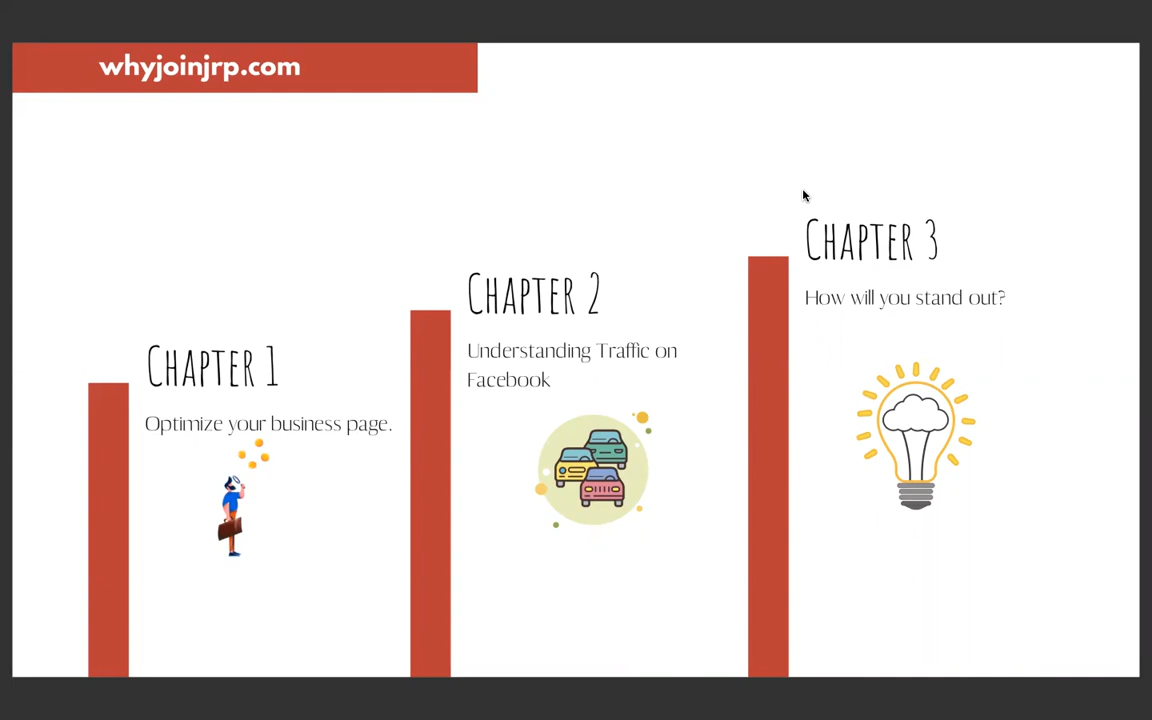 whyjoinjrp.com
Chapter 1
Optimize your business page.
Chapter 2
Understanding Traffic on
Facebook
Chapter 3
How will you stand out?